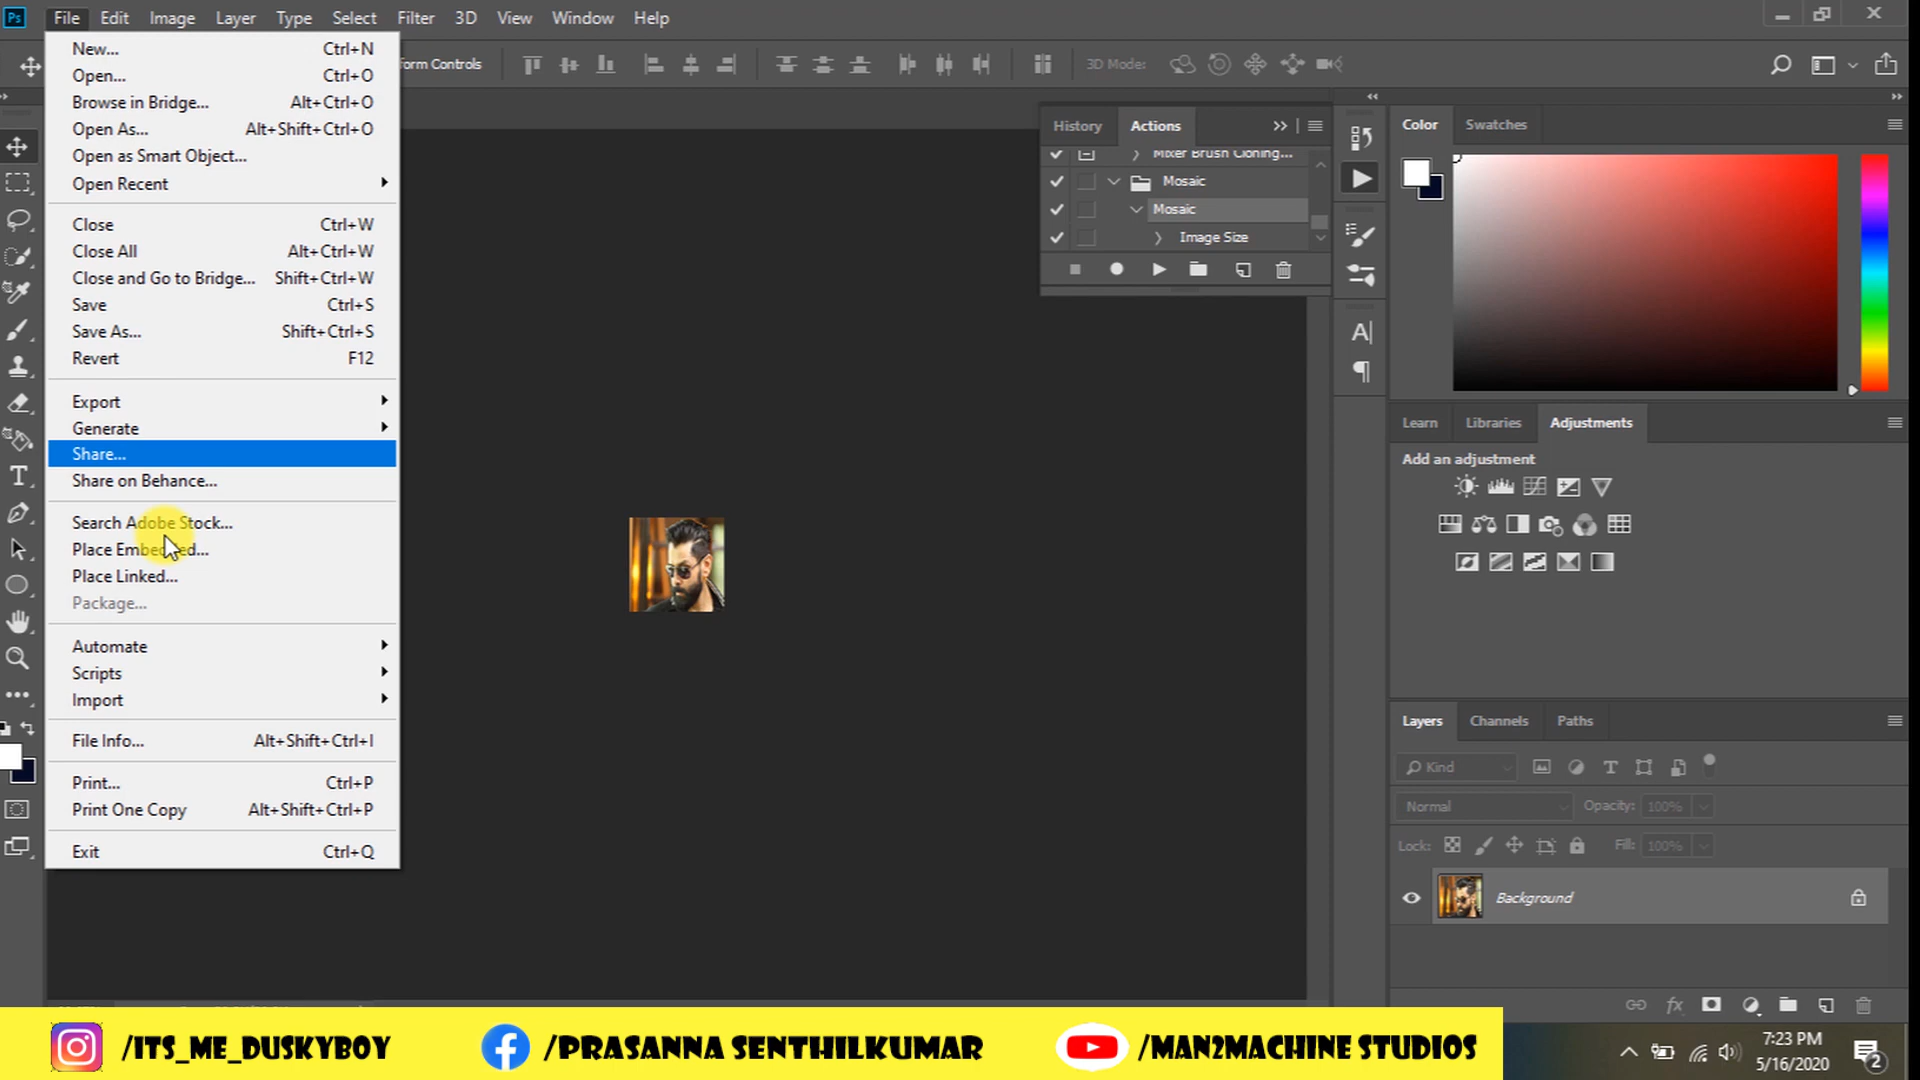 Ps File Edit Image Layer Type Select Filter 3D View Window Help
New... Ctrl+N
Open... Ctrl+O
Browse in Bridge... Alt+Ctrl+O
Open As... Alt+Shift+Ctrl+O
Open as Smart Object...
Open Recent
Close Ctrl+W
Close All Alt+Ctrl+W
Close and Go to Bridge... Shift+Ctrl+W
Save Ctrl+S
Save As... Shift+Ctrl+S
Revert F12
Export
Generate
Share...
Share on Behance...
Search Adobe Stock...
Place Embedded...
Place Linked...
Package...
Automate
Scripts
Import
File Info... Alt+Shift+Ctrl+I
Print... Ctrl+P
Print One Copy Alt+Shift+Ctrl+P
Exit Ctrl+Q
Controls
3D Mode:
History Actions
Mixer Brush Cloning...
Mosaic
Mosaic
Image Size
Color Swatches
Learn Libraries Adjustments
Add an adjustment
Layers Channels Paths
Kind
Normal Opacity: 100%
Lock: Fill: 100%
Background
/ITS_ME_DUSKYBOY /PRASANNA SENTHILKUMAR /MAN2MACHINE STUDIOS
7:23 PM
5/16/2020
2